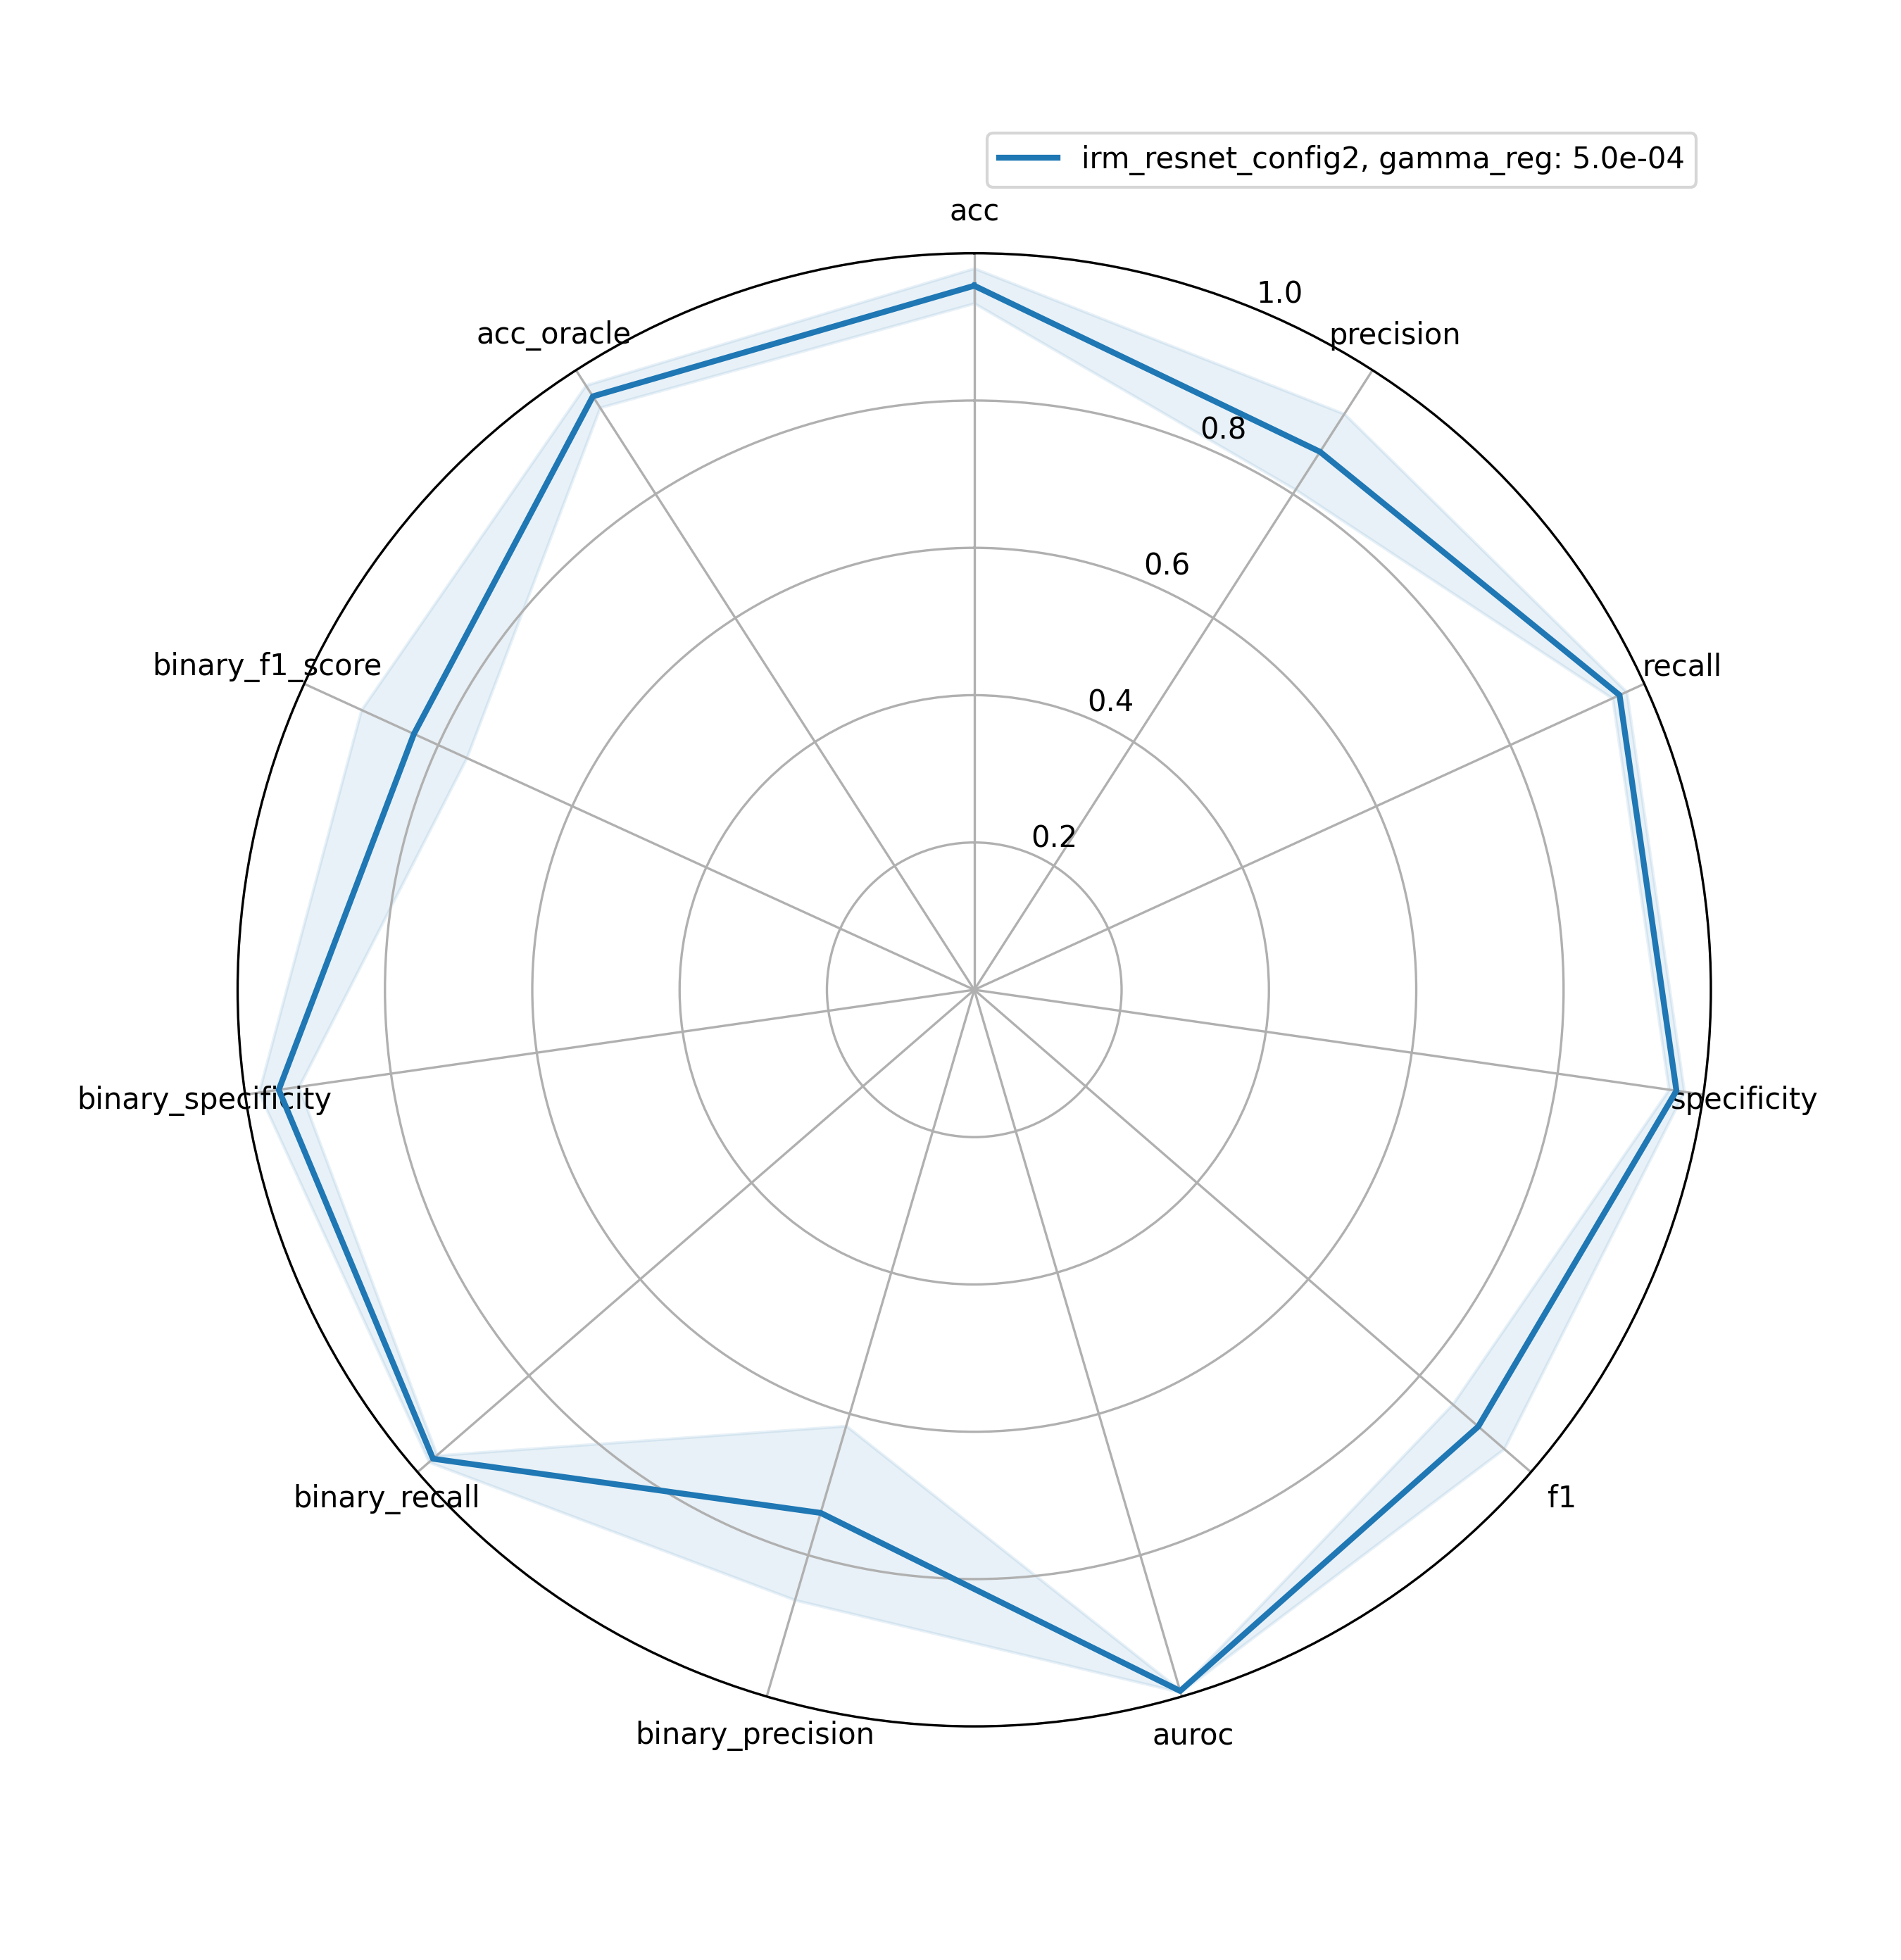 irm_resnet_config2, gamma_reg: 5.0e-04
acc
1.0
acc_oracle
precision
0.8
0.6
binary_f1_score
recall
0.4
0.2
binary_specificity
specificity
binary_recall
f1
binary_precision
auroc